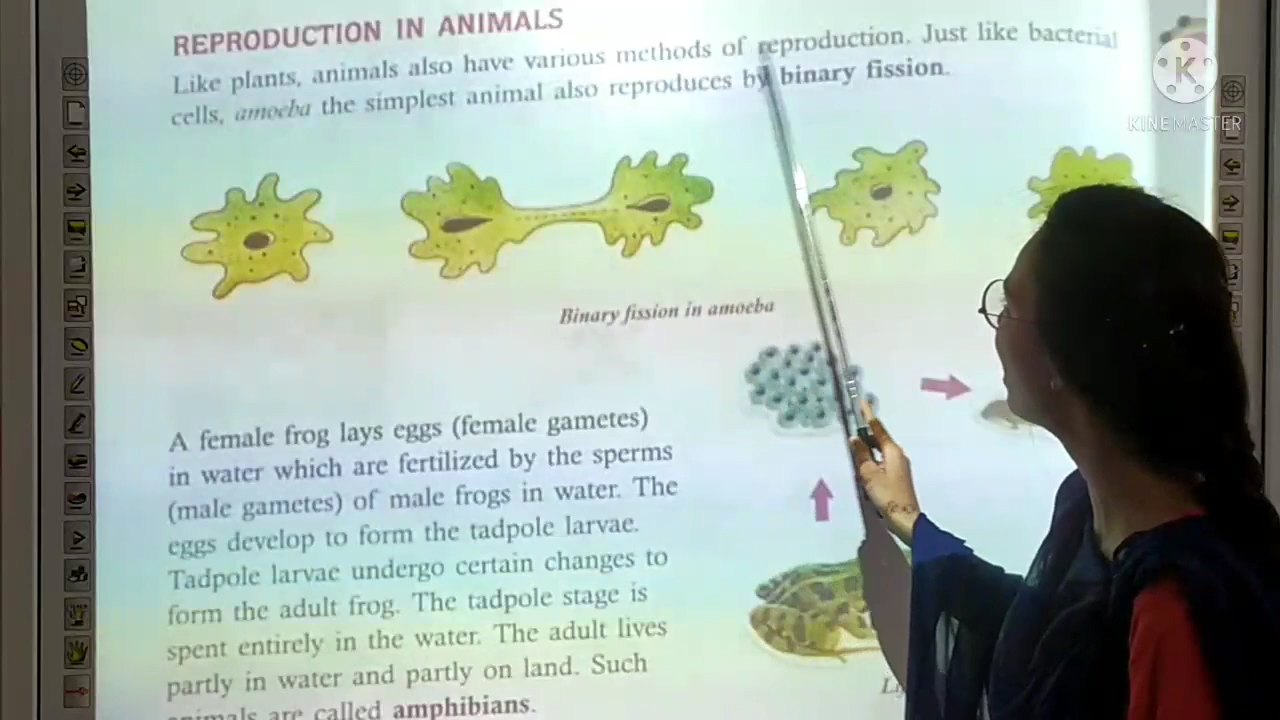 REPRODUCTION IN ANIMALS
Like plants, animals also have various methods of reproduction. Just like bacterial
cells, amoeba the simplest animal also reproduces by binary fission.
K
KINEMASTER
Binary fission in amoeba
A female frog lays eggs (female gametes)
in water which are fertilized by the sperms
(male gametes) of male frogs in water. The
eggs develop to form the tadpole larvae.
Tadpole larvae undergo certain changes to
form the adult frog. The tadpole stage is
spent entirely in the water. The adult lives
partly in water and partly on land. Such
animals are called amphibians.